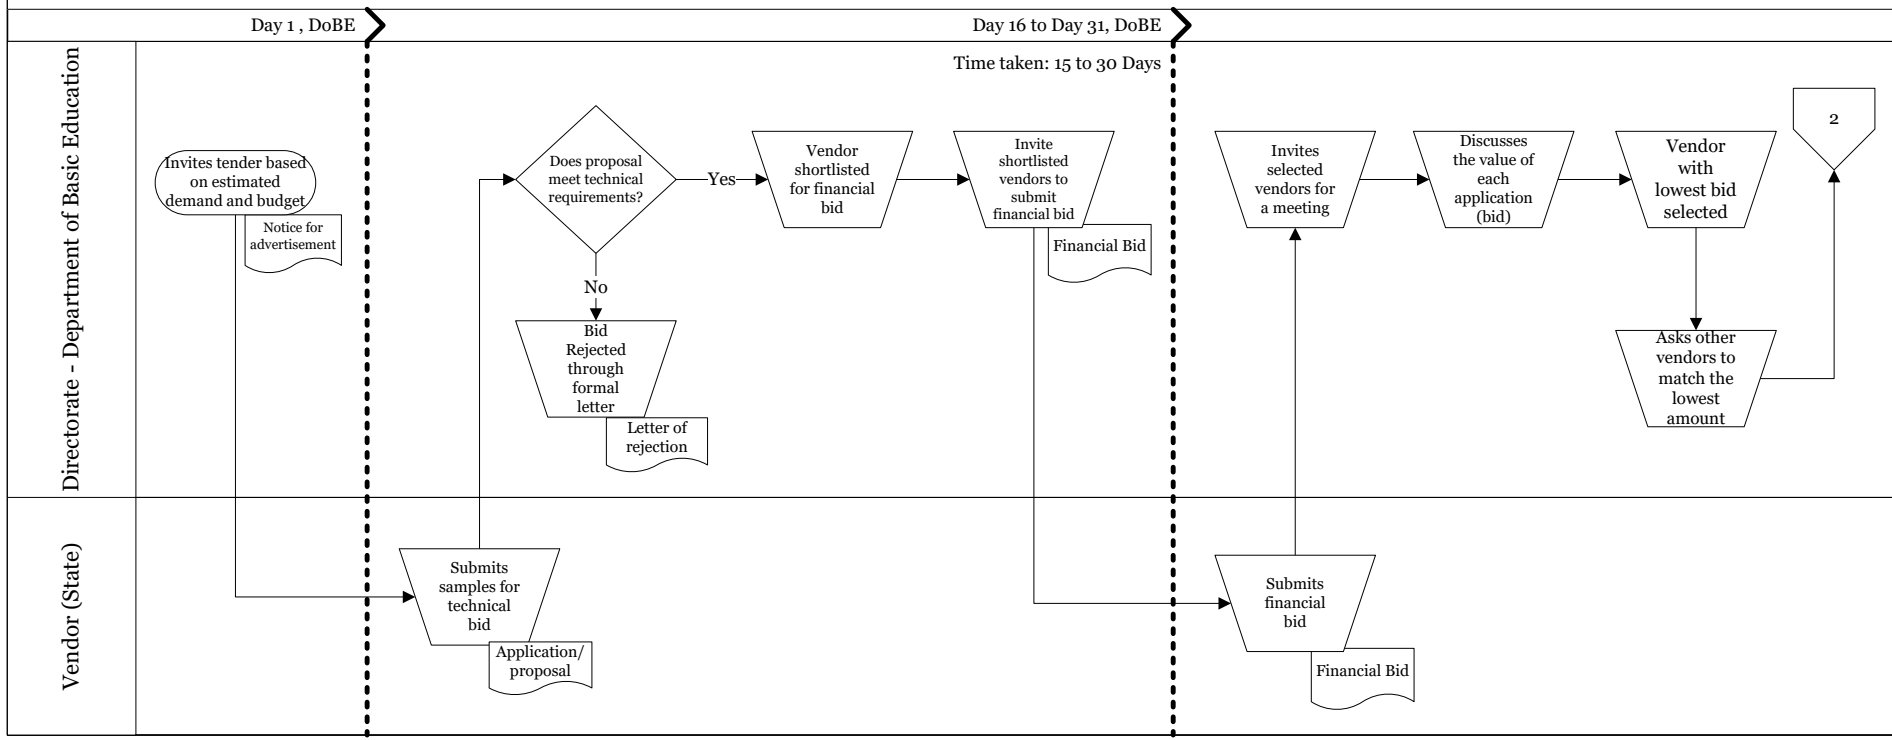 Day 1 , DoBE
Day 16 to Day 31, DoBE
Directorate - Department of Basic Education
Time taken: 15 to 30 Days
Invites tender based
on estimated
demand and budget
Notice for
advertisement
Does proposal
meet technical
requirements?
Yes
No
Bid
Rejected
through
formal
letter
Letter of
rejection
Vendor
shortlisted
for financial
bid
Invite
shortlisted
vendors to
submit
financial bid
Financial Bid
Invites
selected
vendors for
a meeting
Discusses
the value of
each
application
(bid)
Vendor
with
lowest bid
selected
Asks other
vendors to
match the
lowest
amount
2
Vendor (State)
Submits
samples for
technical
bid
Application/
proposal
Submits
financial
bid
Financial Bid